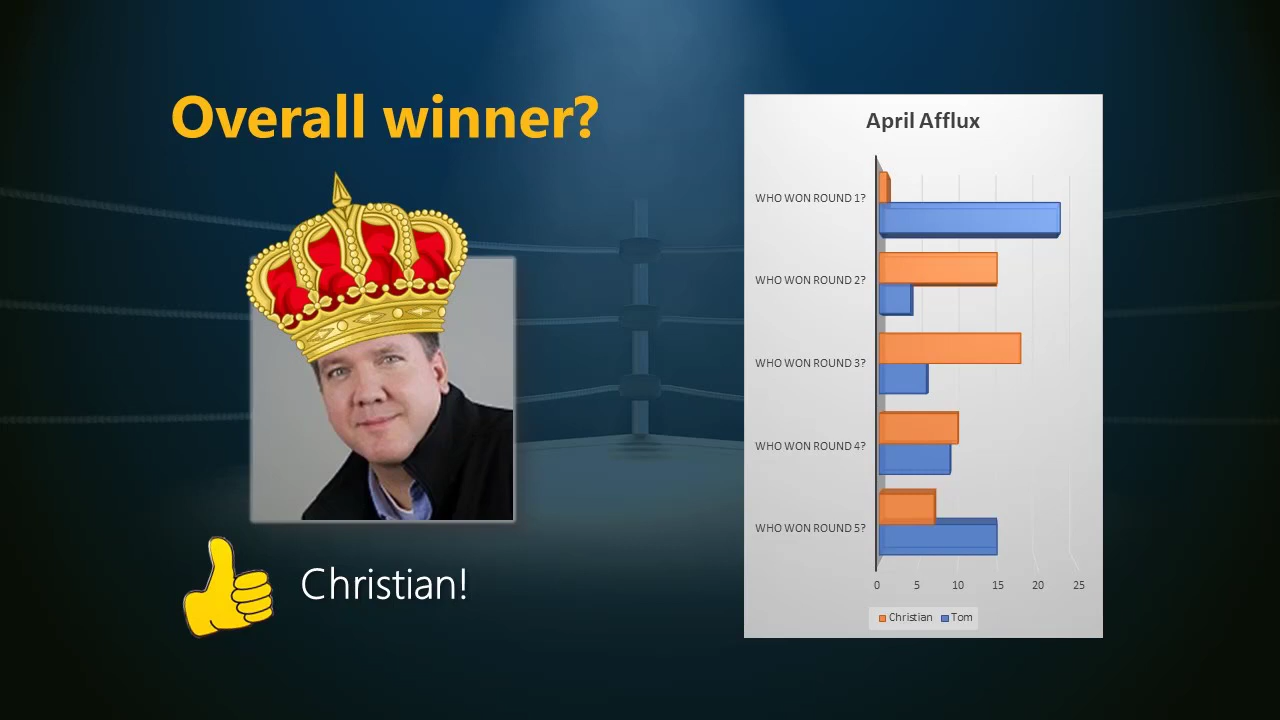 Overall winner?
Christian!
April Afflux
WHO WON ROUND 1?
WHO WON ROUND 2?
WHO WON ROUND 3?
WHO WON ROUND 4?
WHO WON ROUND 5?
0 5 10 15 20 25
Christian Tom